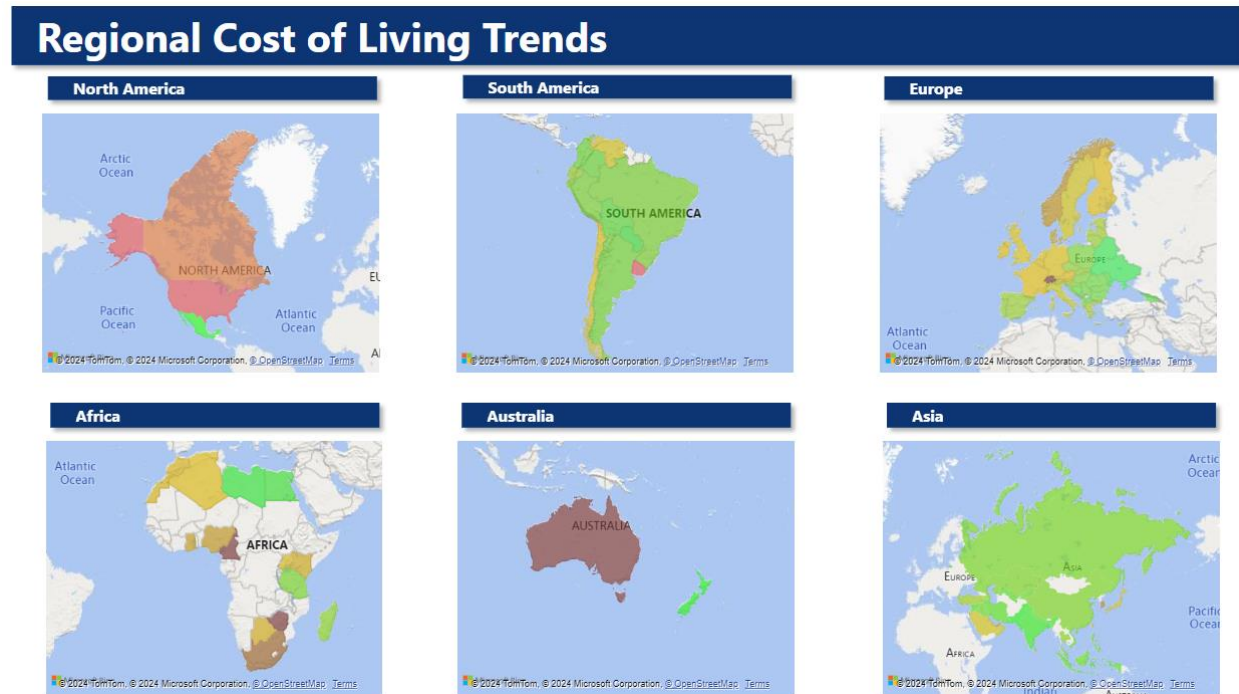 Regional Cost of Living Trends
North America
South America
Europe
Arctic
Ocean
NORTH AMERICA
Pacific
Ocean
Atlantic
Ocean
EU
© 2024 TomTom, © 2024 Microsoft Corporation, © OpenStreetMap Terms
SOUTH AMERICA
© 2024 TomTom, © 2024 Microsoft Corporation, © OpenStreetMap Terms
EUROPE
Atlantic
Ocean
© 2024 TomTom, © 2024 Microsoft Corporation, © OpenStreetMap Terms
Africa
Australia
Asia
Atlantic
Ocean
AFRICA
© 2024 TomTom, © 2024 Microsoft Corporation, © OpenStreetMap Terms
AUSTRALIA
© 2024 TomTom, © 2024 Microsoft Corporation, © OpenStreetMap Terms
Arctic
Ocean
EUROPE
ASIA
Pacific
Ocean
AFRICA
Indian
© 2024 TomTom, © 2024 Microsoft Corporation, © OpenStreetMap Terms